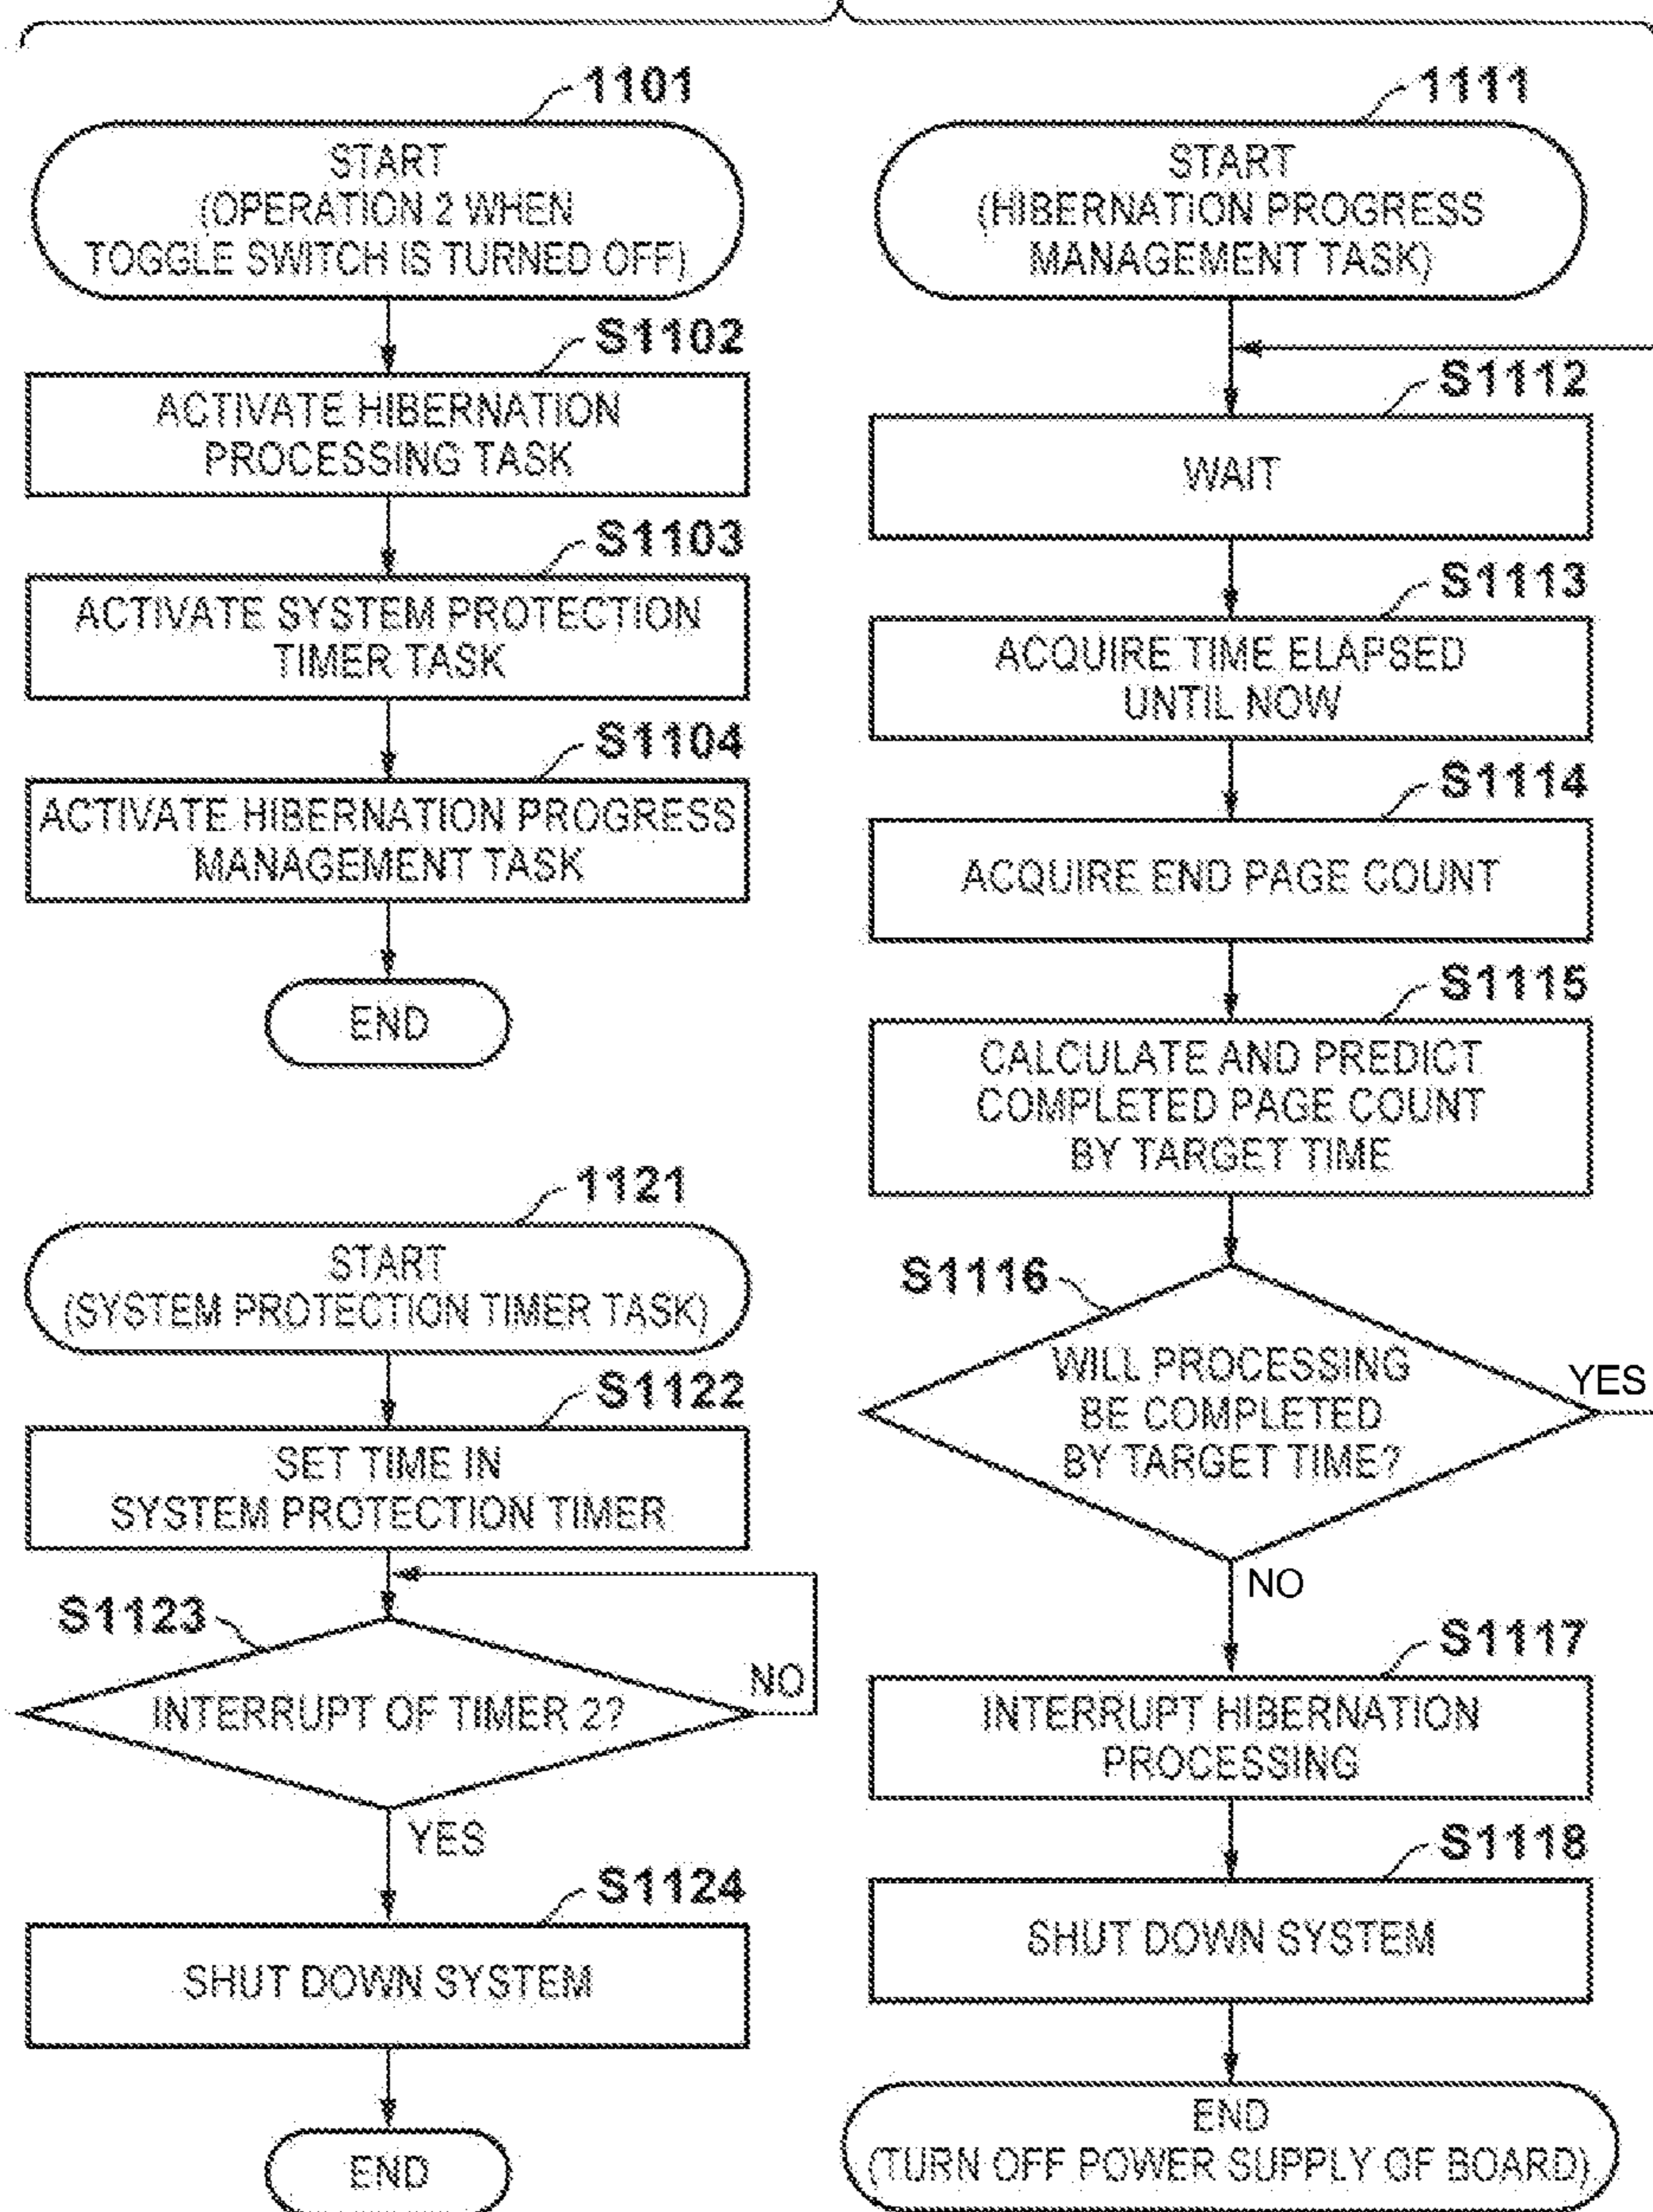 1101
START
(OPERATION 2 WHEN
TOGGLE SWITCH IS TURNED OFF)
S1102
ACTIVATE HIBERNATION
PROCESSING TASK
S1103
ACTIVATE SYSTEM PROTECTION
TIMER TASK
S1104
ACTIVATE HIBERNATION PROGRESS
MANAGEMENT TASK
END
1121
START
(SYSTEM PROTECTION TIMER TASK)
S1122
SET TIME IN
SYSTEM PROTECTION TIMER
S1123
INTERRUPT OF TIMER 2?
NO
YES
S1124
SHUT DOWN SYSTEM
END
1111
START
(HIBERNATION PROGRESS
MANAGEMENT TASK)
S1112
WAIT
S1113
ACQUIRE TIME ELAPSED
UNTIL NOW
S1114
ACQUIRE END PAGE COUNT
S1115
CALCULATE AND PREDICT
COMPLETED PAGE COUNT
BY TARGET TIME
S1116
WILL PROCESSING
BE COMPLETED
BY TARGET TIME?
YES
NO
S1117
INTERRUPT HIBERNATION
PROCESSING
S1118
SHUT DOWN SYSTEM
END
(TURN OFF POWER SUPPLY OF BOARD)